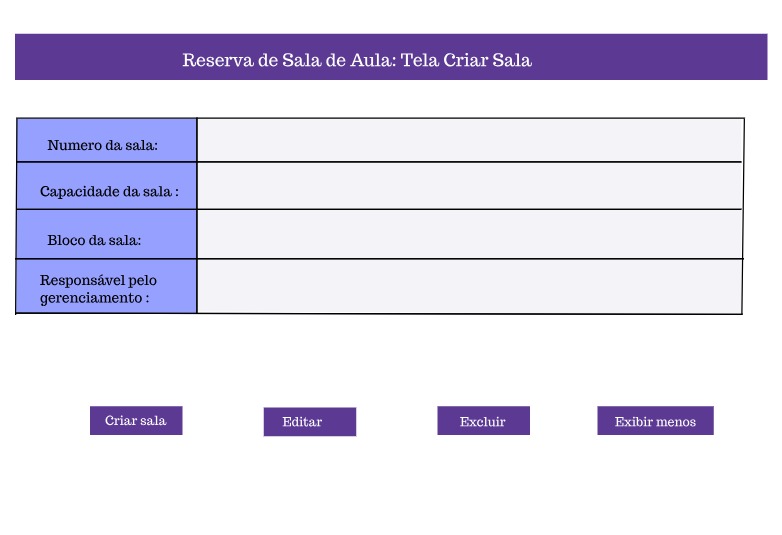 Reserva de Sala de Aula: Tela Criar Sala
Numero da sala:
Capacidade da sala :
Bloco da sala:
Responsável pelo
gerenciamento :
Criar sala
Editar
Excluir
Exibir menos